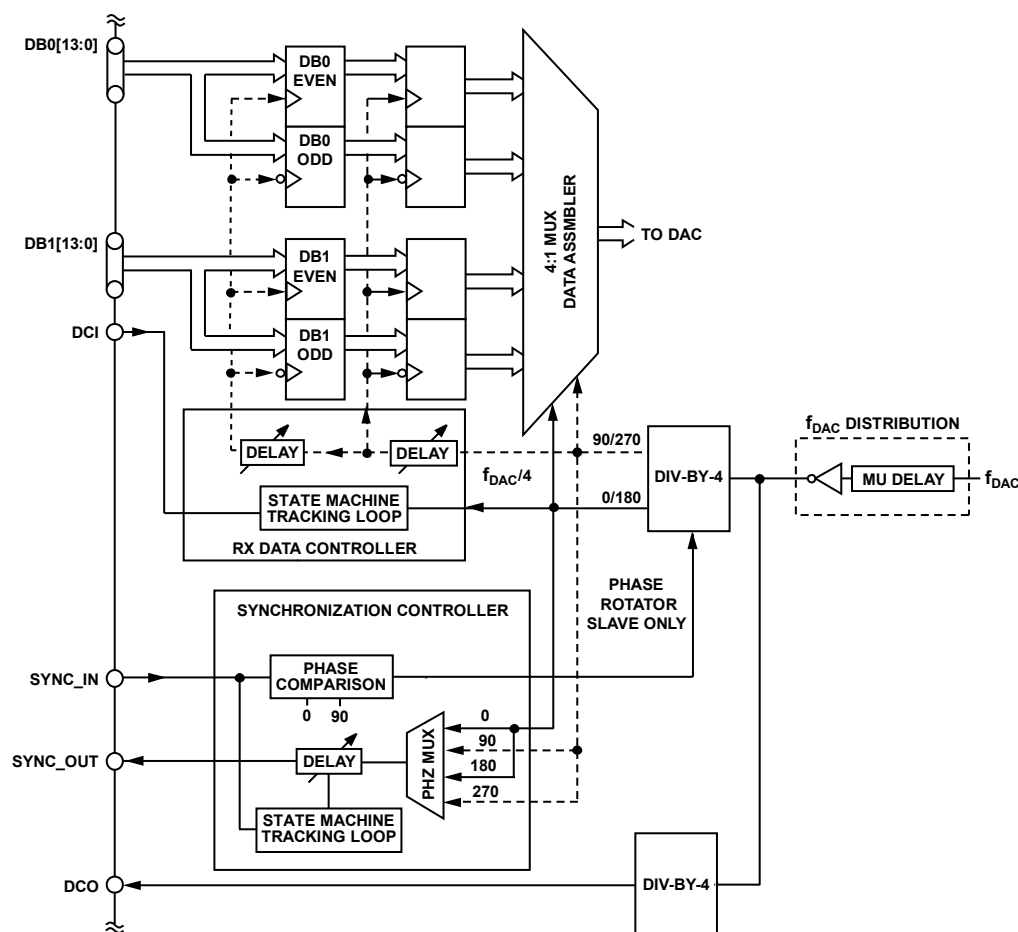 DB0[13:0]
DB0
EVEN
DB0
ODD
DB1[13:0]
DB1
EVEN
DB1
ODD
4:1 MUX
DATA ASSMBLER
TO DAC
DCI
DELAY
DELAY
fDAC/4
STATE MACHINE
TRACKING LOOP
RX DATA CONTROLLER
90/270
0/180
DIV-BY-4
fDAC DISTRIBUTION
MU DELAY
fDAC
PHASE
ROTATOR
SLAVE ONLY
SYNCHRONIZATION CONTROLLER
SYNC_IN
PHASE
COMPARISON
0 90
SYNC_OUT
DELAY
PHZ MUX
0
90
180
270
STATE MACHINE
TRACKING LOOP
DCO
DIV-BY-4